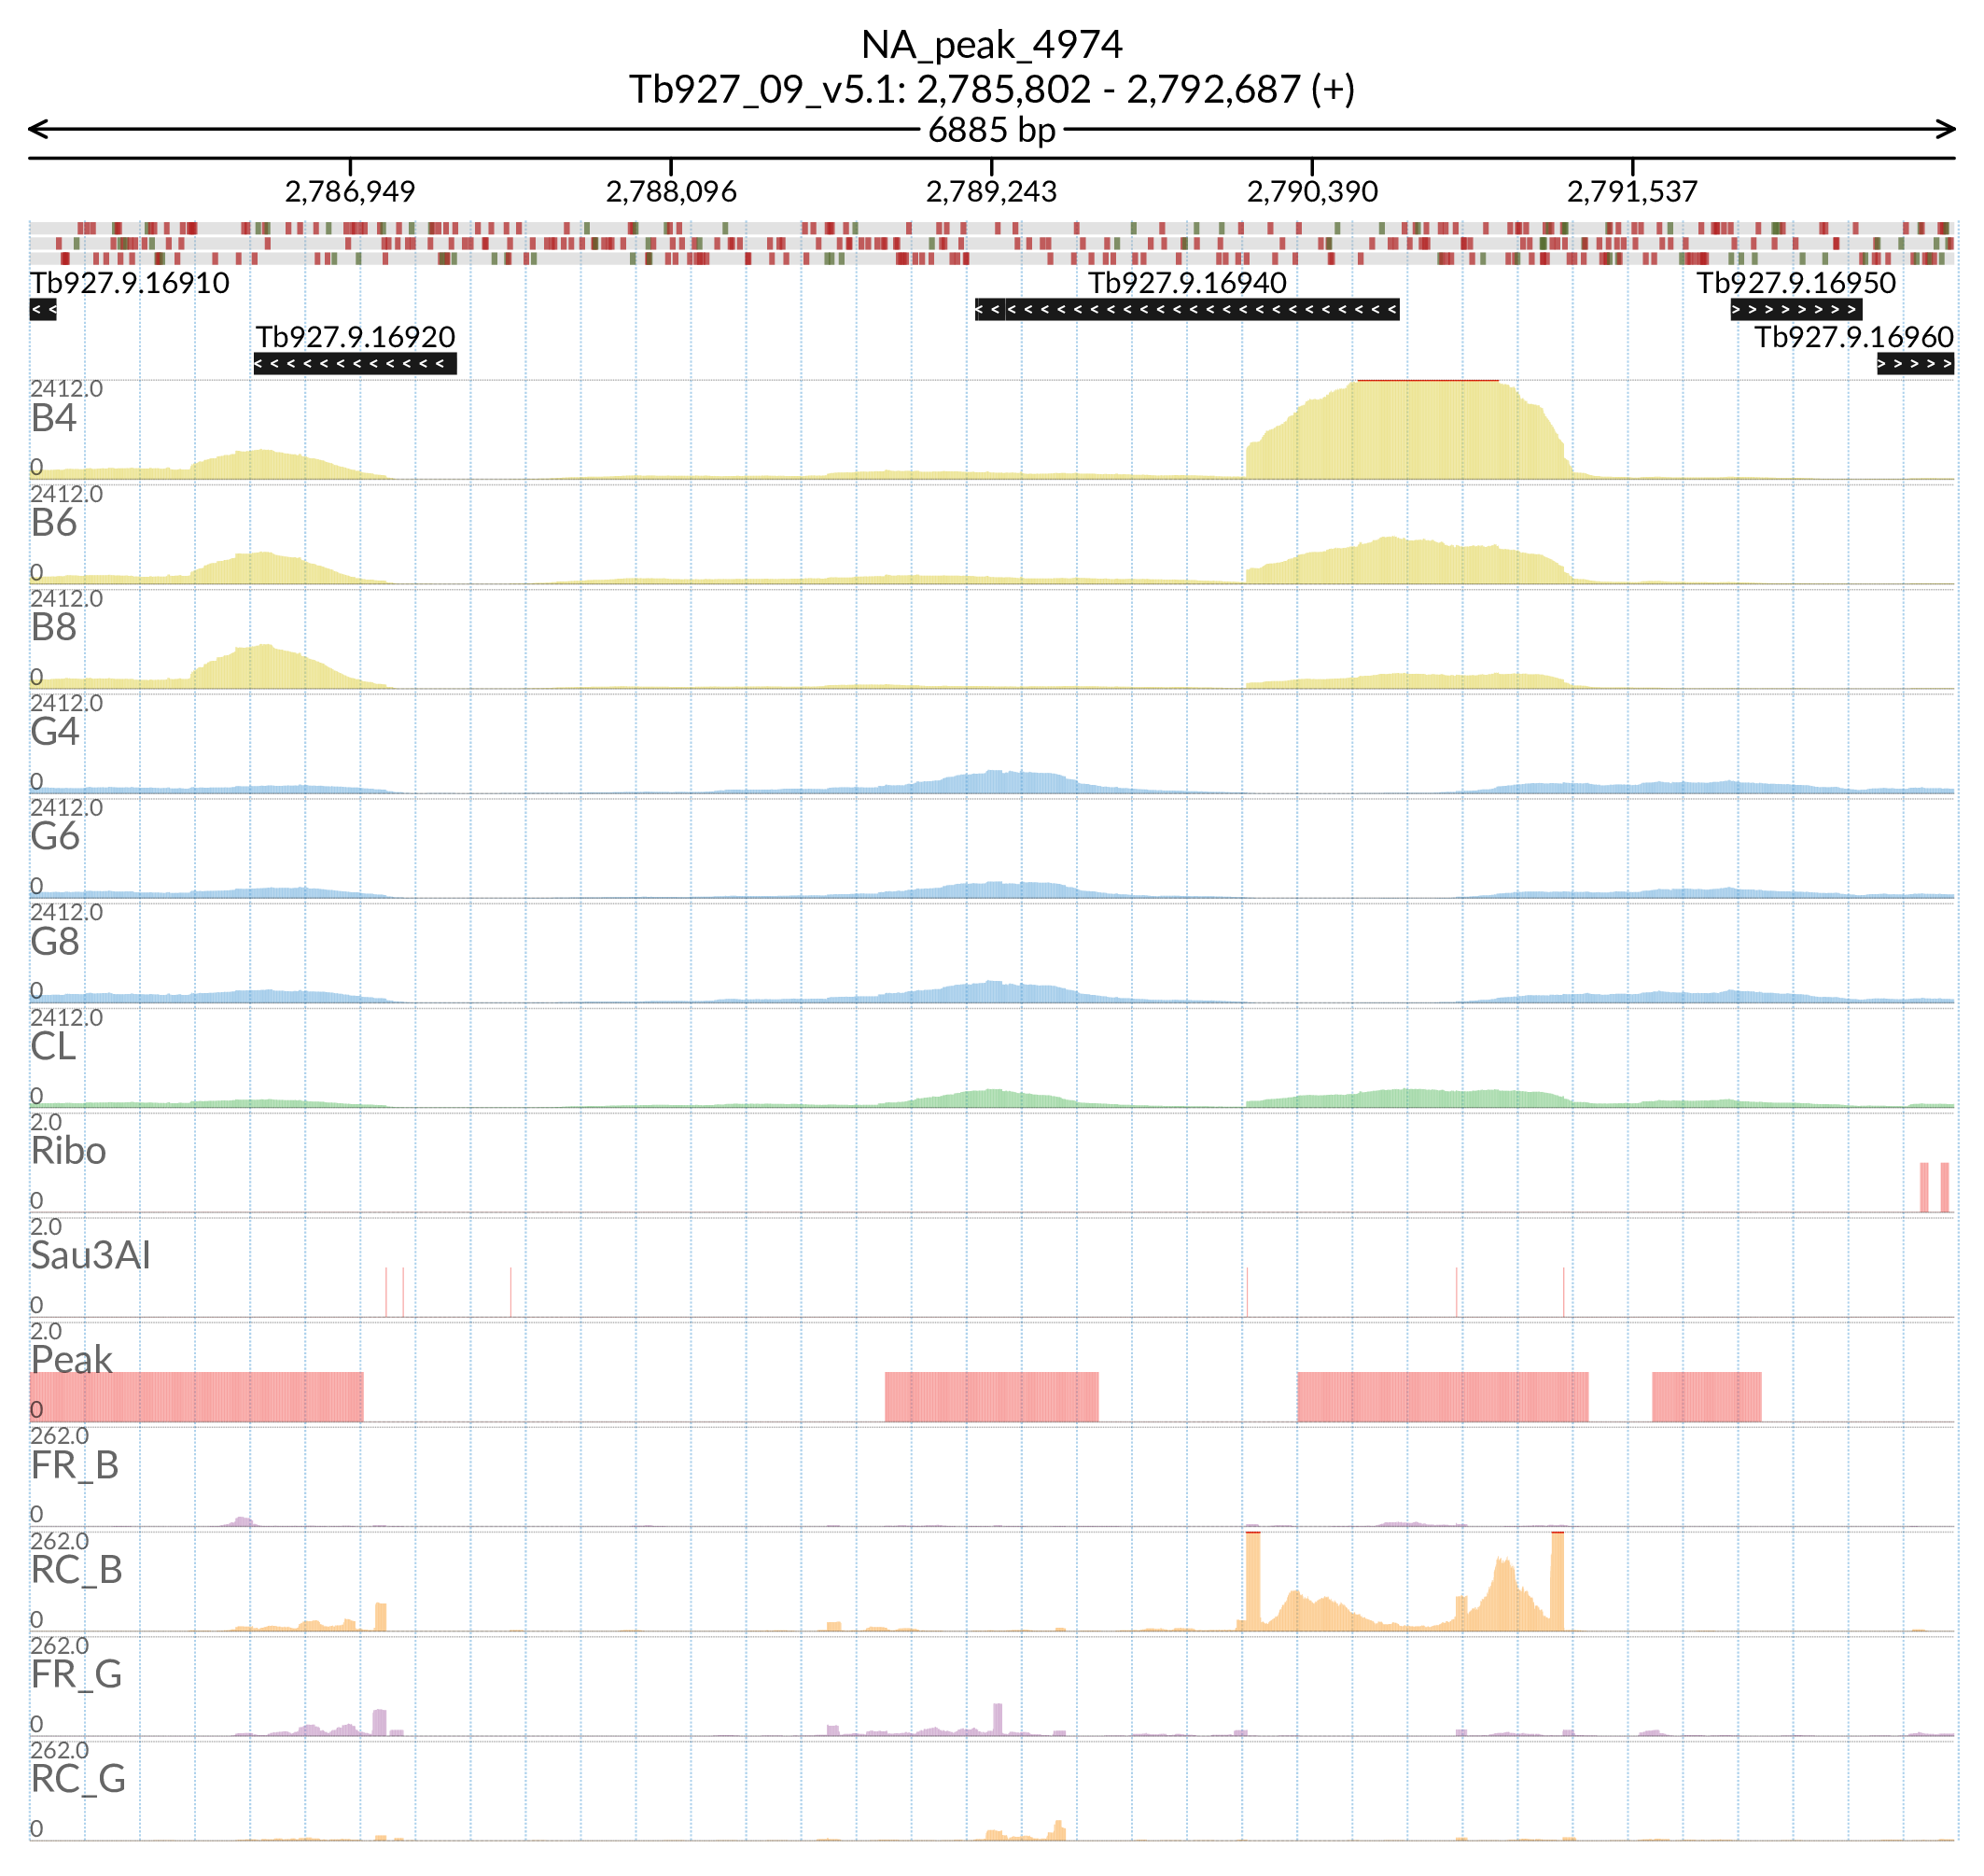 NA_peak_4974
Tb927_09_v5.1: 2,785,802 - 2,792,687 (+)
6885 bp
2,786,949 2,788,096 2,789,243 2,790,390 2,791,537
Tb927.9.16910 Tb927.9.16940 Tb927.9.16950
Tb927.9.16920 Tb927.9.16960
2412.0
B4
0
2412.0
B6
0
2412.0
B8
0
2412.0
G4
0
2412.0
G6
0
2412.0
G8
0
2412.0
CL
0
2.0
Ribo
0
2.0
Sau3AI
0
2.0
Peak
0
262.0
FR_B
0
262.0
RC_B
0
262.0
FR_G
0
262.0
RC_G
0